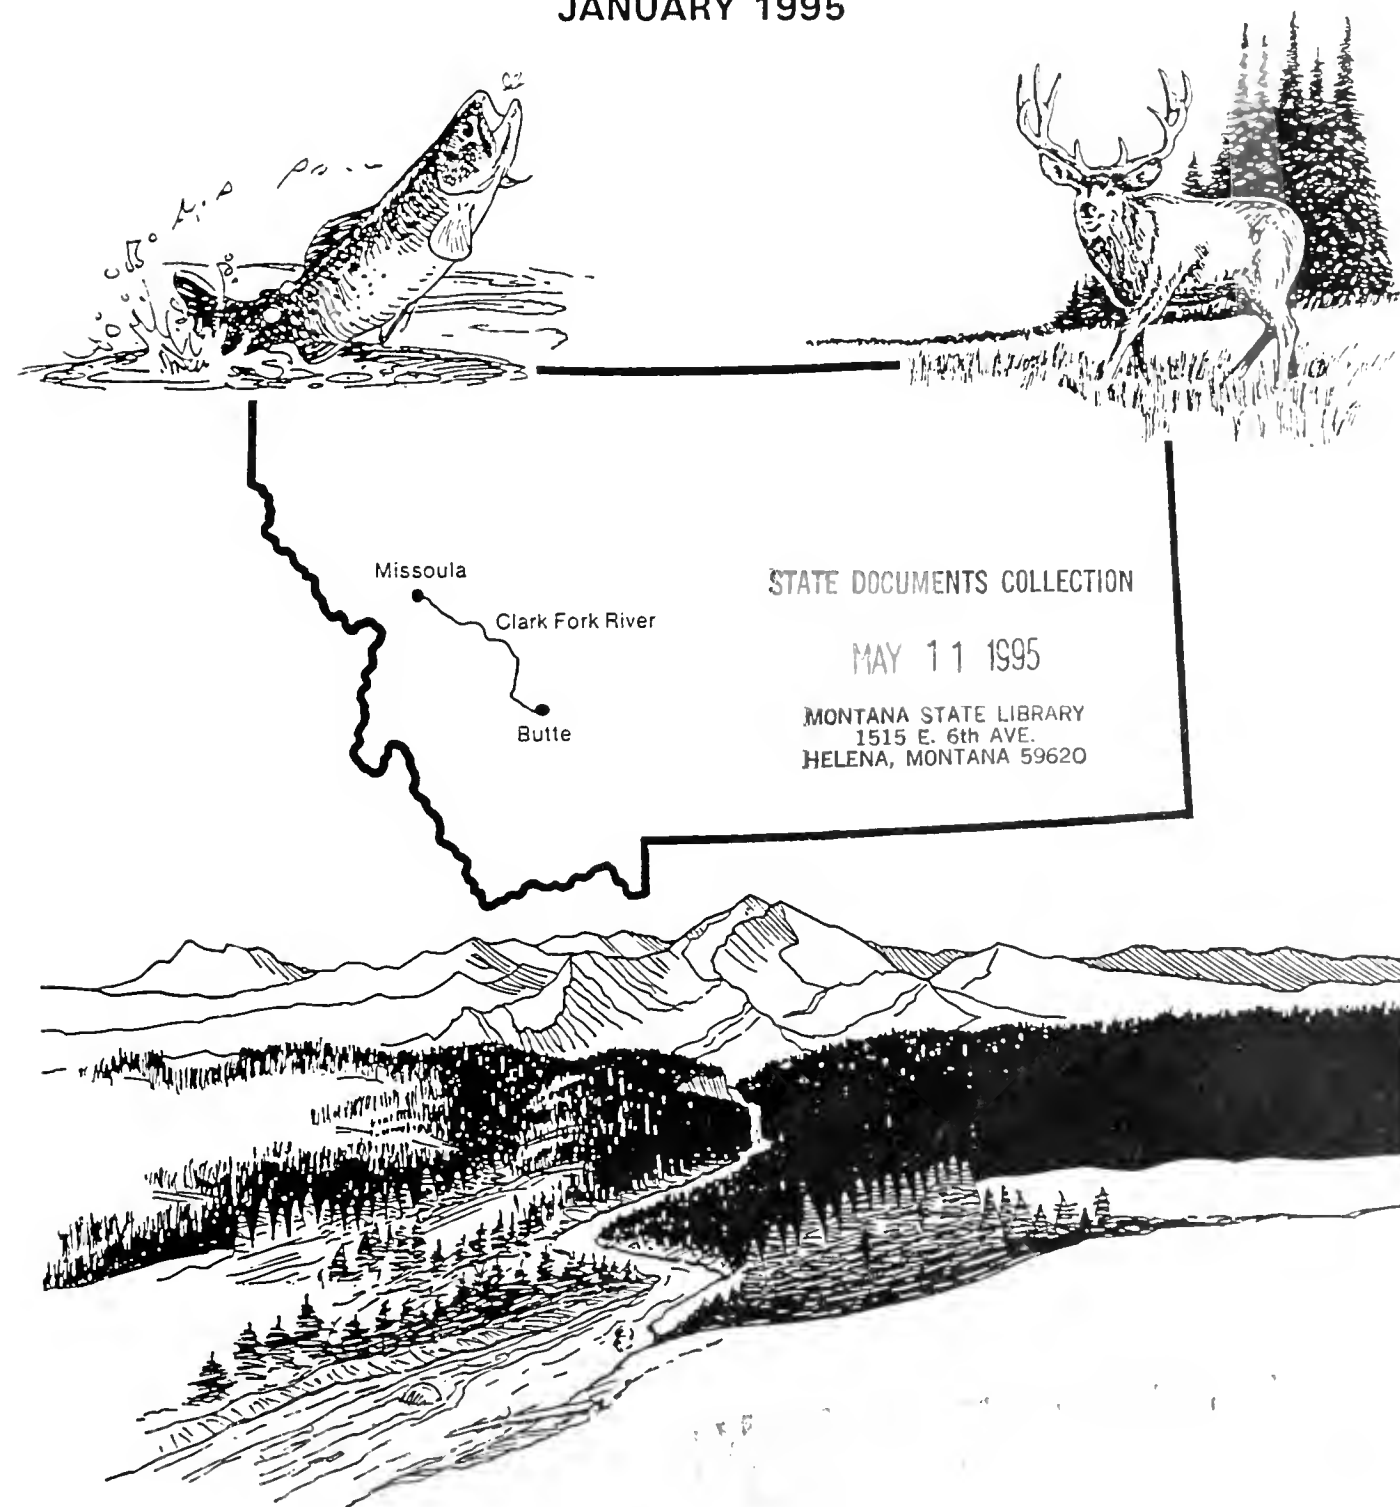 JANUARY 1995
Missoula
Clark Fork River
Butte
STATE DOCUMENTS COLLECTION
MAY 11 1995
MONTANA STATE LIBRARY
1515 E. 6th AVE.
HELENA, MONTANA 59620